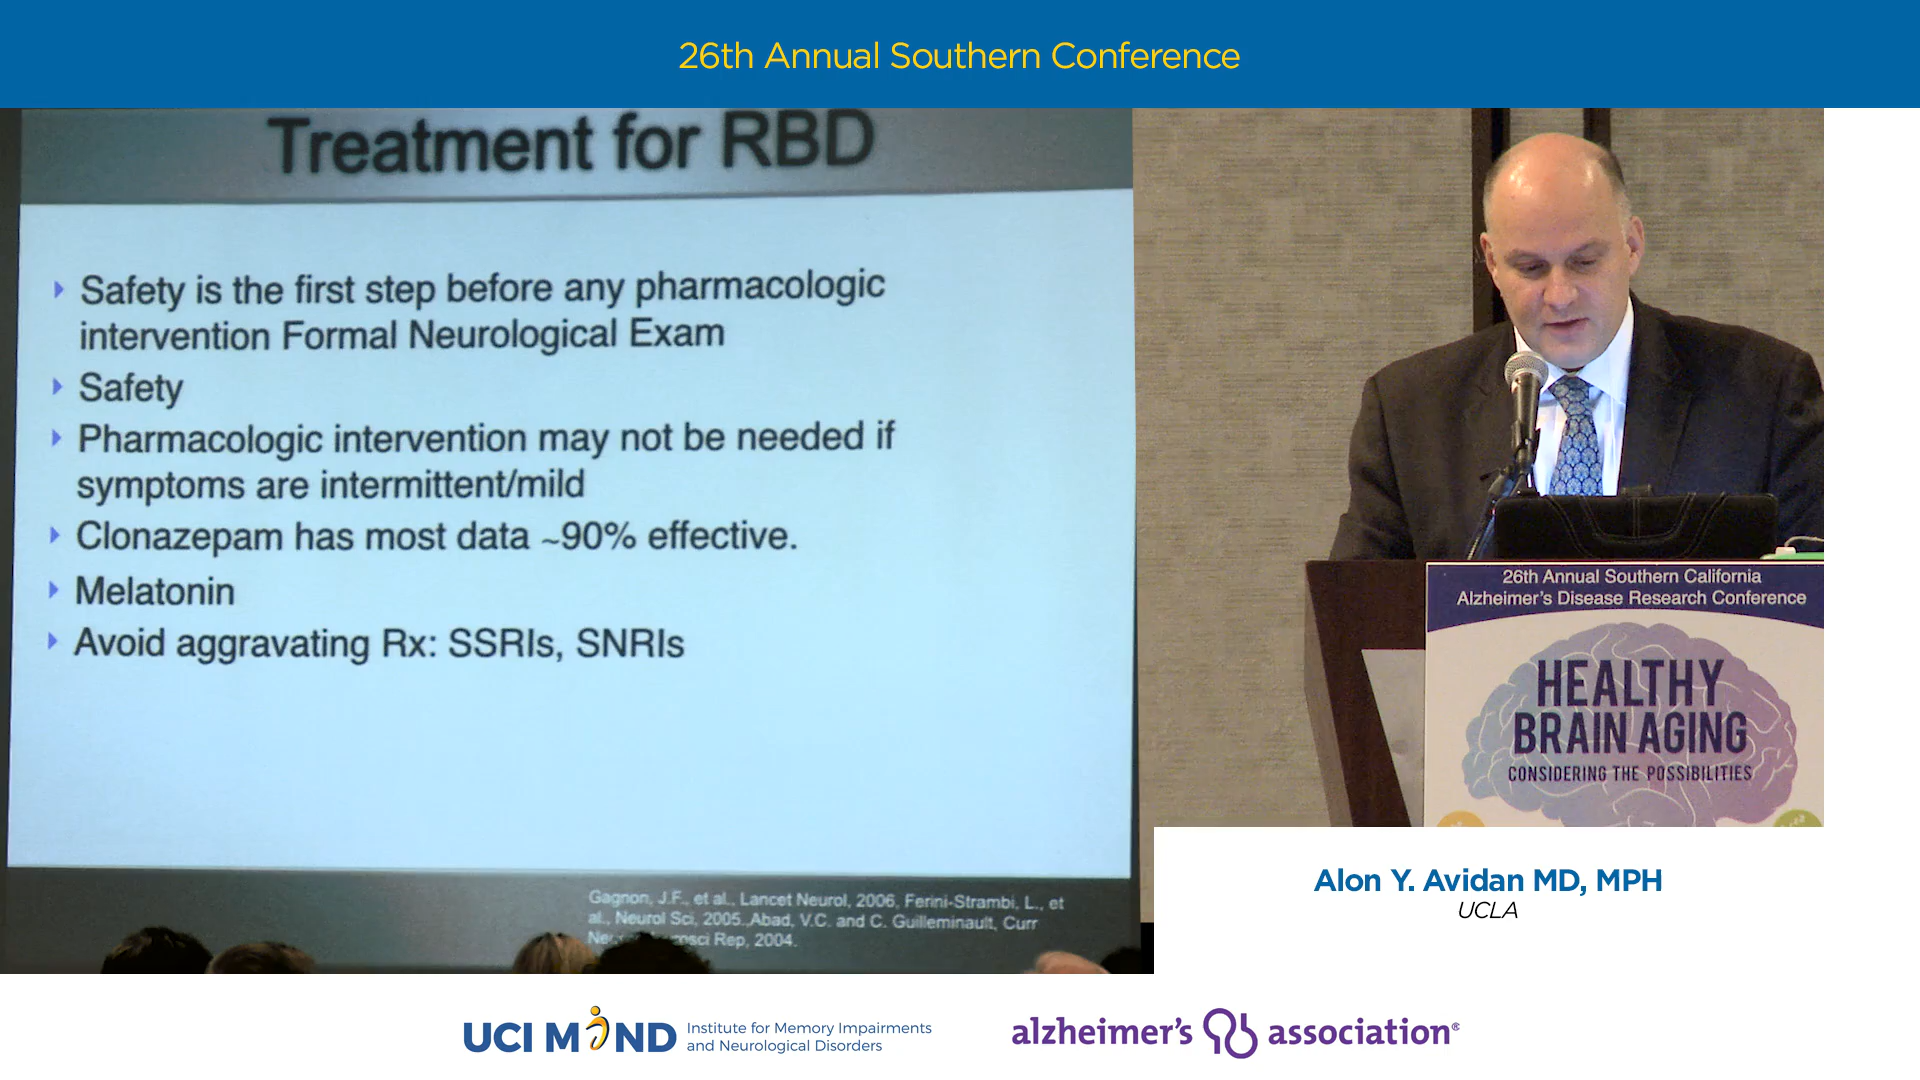 26th Annual Southern Conference
Treatment for RBD
Safety is the first step before any pharmacologic
intervention Formal Neurological Exam
Safety
Pharmacologic intervention may not be needed if
symptoms are intermittent/mild
Clonazepam has most data ~90% effective.
Melatonin
Avoid aggravating Rx: SSRIs, SNRIs
Gagnon, J.F., et al., Lancet Neurol, 2006, Ferini-Strambi, L., et
al., Neurol Sci, 2005.,Abad, V.C. and C. Guilleminault, Curr
Rep, 2004.
26th Annual Southern California
Alzheimer's Disease Research Conference
HEALTHY
BRAIN AGING
CONSIDERING THE POSSIBILITIES
Alon Y. Avidan MD, MPH
UCLA
UCI MIND
Institute for Memory Impairments
and Neurological Disorders
alzheimer's association®